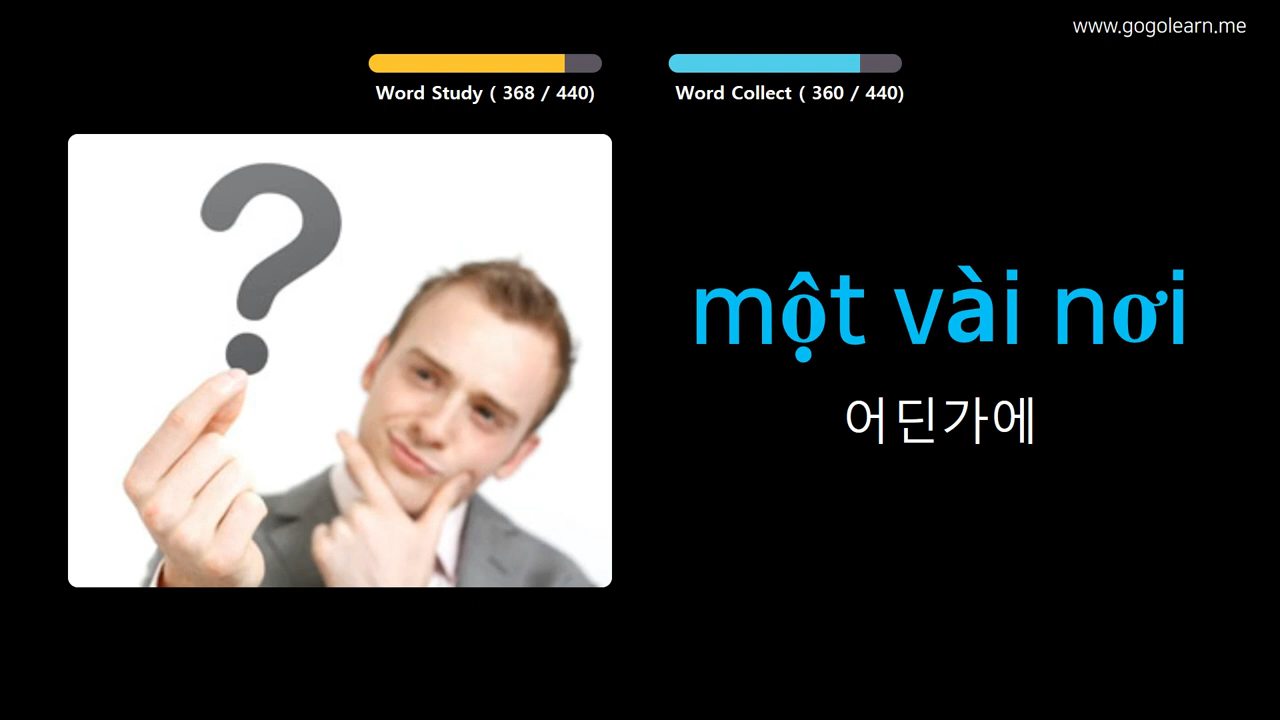 www.gogolearn.me
Word Study ( 368 / 440)
Word Collect ( 360 / 440)
?
một vài nơi
어딘가에